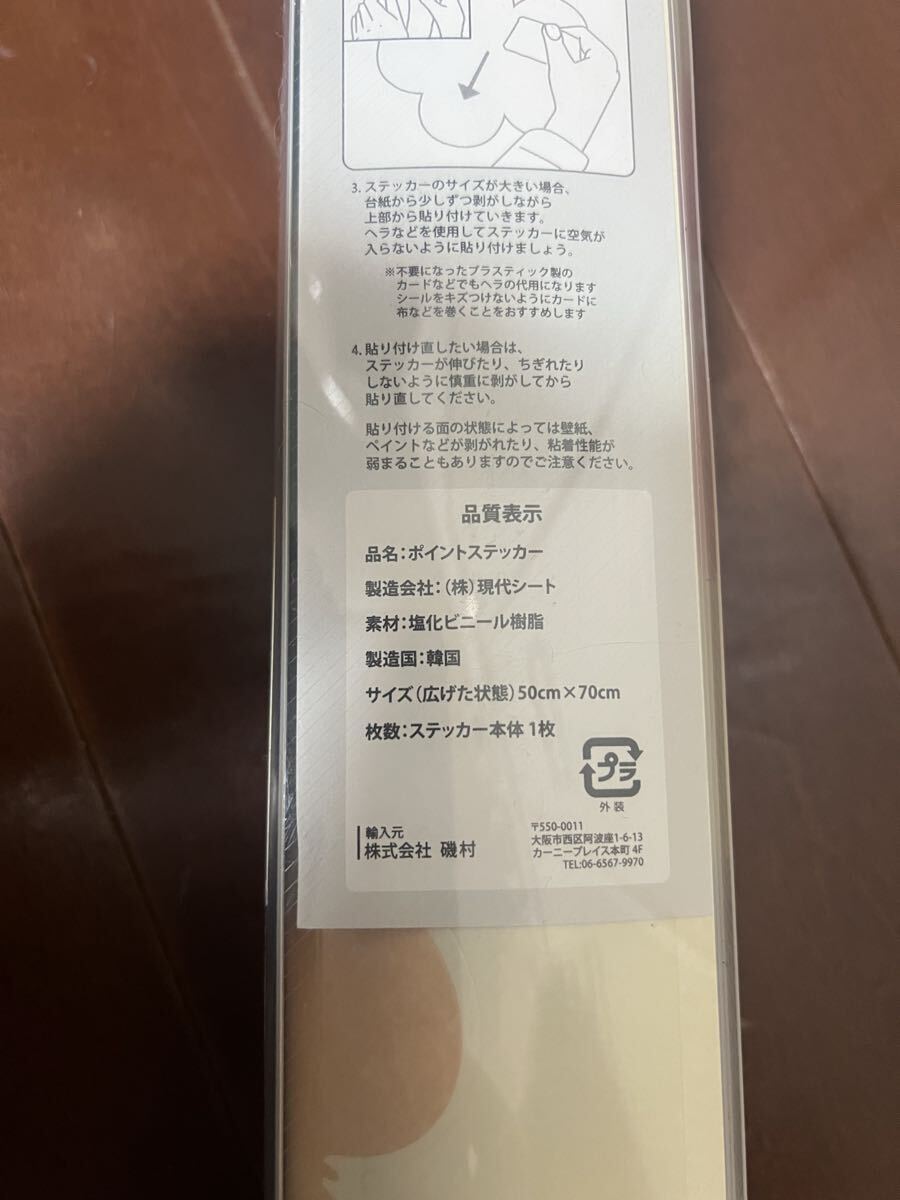 3. ステッカーのサイズが大きい場合、
台紙から少しずつ剥がしながら
上部から貼り付けていきます。
ヘラなどを使用してステッカーに空気が
入らないように貼り付けましょう。
※不要になったプラスティック製の
カードなどでもヘラの代用になります
シールをキズつけないようにカードに
布などを巻くことをおすすめします
4. 貼り付け直したい場合は、
ステッカーが伸びたり、ちぎれたり
しないように慎重に剥がしてから
貼り直してください。
貼り付ける面の状態によっては壁紙、
ペイントなどが剥がれたり、粘着性能が
弱まることもありますのでご注意ください。
品質表示
品名:ポイントステッカー
製造会社:(株)現代シート
素材:塩化ビニール樹脂
製造国:韓国
サイズ(広げた状態)50cm×70cm
枚数:ステッカー本体1枚
プラ
外装
輸入元
株式会社 磯村
〒550-0011
大阪市西区阿波座1-6-13
カーニープレイス本町 4F
TEL:06-6567-9970